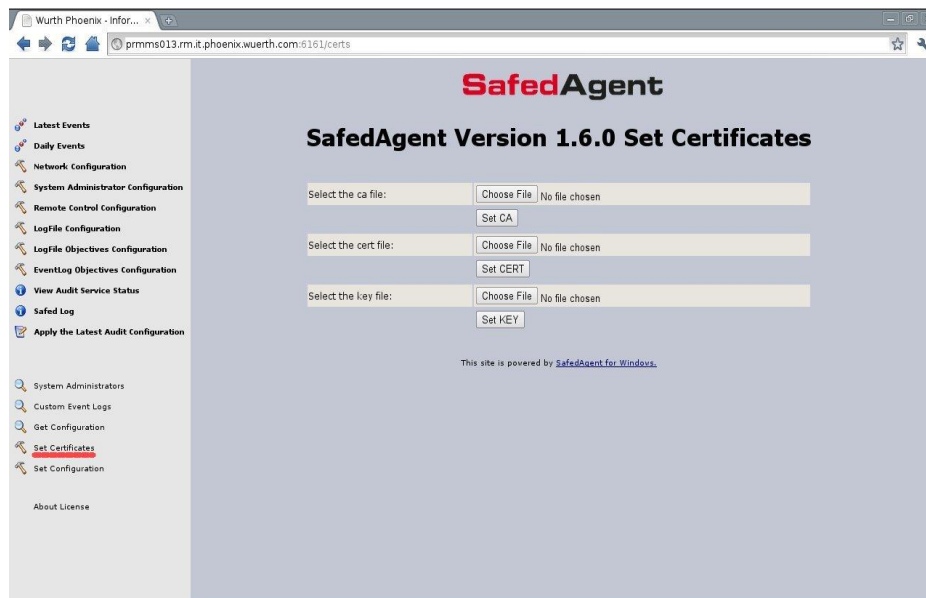 Wurth Phoenix - Infor...
prmms013.rm.it.phoenix.wuerth.com:6161/certs
SafedAgent
Latest Events
Daily Events
Network Configuration
System Administrator Configuration
Remote Control Configuration
LogFile Configuration
LogFile Objectives Configuration
EventLog Objectives Configuration
View Audit Service Status
Safed Log
Apply the Latest Audit Configuration
System Administrators
Custom Event Logs
Get Configuration
Set Certificates
Set Configuration
About License
SafedAgent Version 1.6.0 Set Certificates
Select the ca file: Choose File No file chosen
Set CA
Select the cert file: Choose File No file chosen
Set CERT
Select the key file: Choose File No file chosen
Set KEY
This site is powered by SafedAgent for Windows.